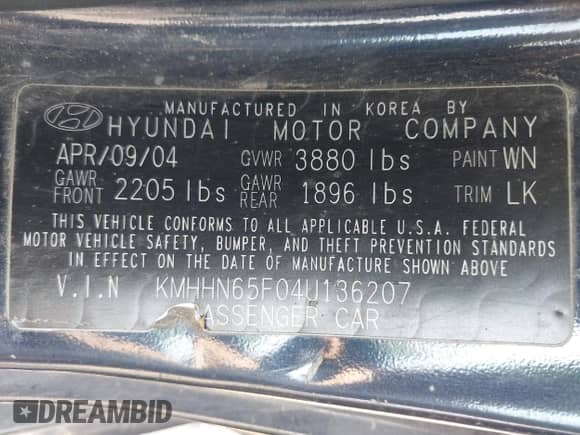 MANUFACTURED IN KOREA BY
HYUNDAI MOTOR COMPANY
APR/09/04 GVWR 3880 lbs PAINT WN
GAWR FRONT 2205 lbs GAWR REAR 1896 lbs TRIM LK
THIS VEHICLE CONFORMS TO ALL APPLICABLE U.S.A. FEDERAL
MOTOR VEHICLE SAFETY, BUMPER, AND THEFT PREVENTION STANDARDS
IN EFFECT ON THE DATE OF MANUFACTURE SHOWN ABOVE
V.I.N KMHHN65F04U136207
PASSENGER CAR
DREAMBID